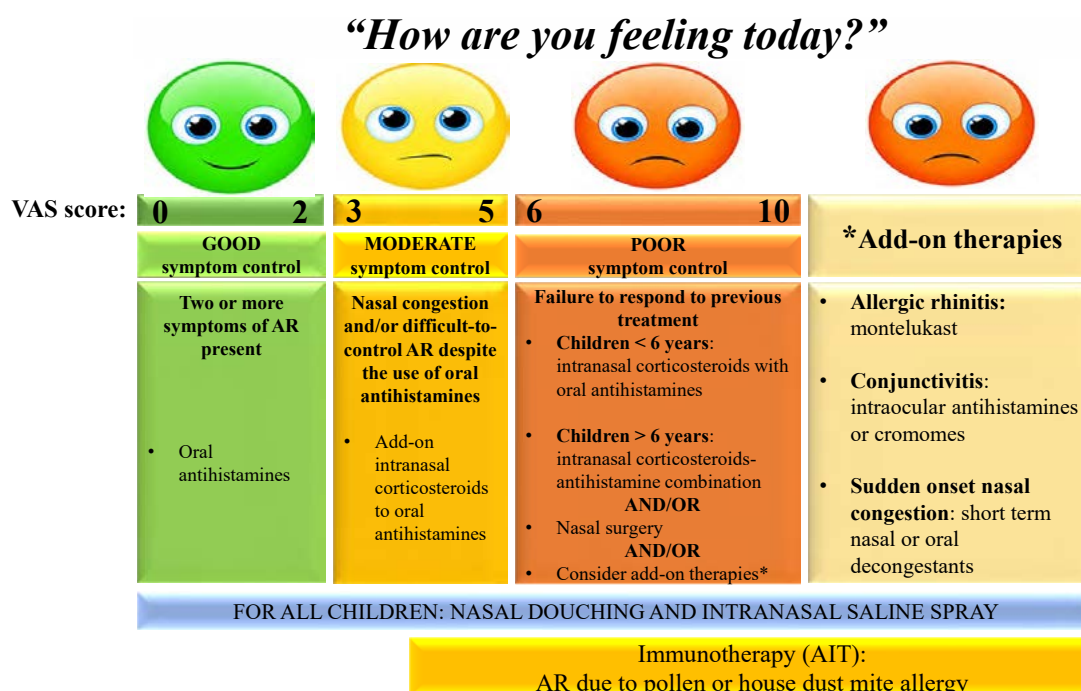 “How are you feeling today?”
VAS score:
0 2
3 5
6 10
GOOD
symptom control
MODERATE
symptom control
POOR
symptom control
*Add-on therapies
Two or more
symptoms of AR
present
• Oral
antihistamines
Nasal congestion
and/or difficult-to-
control AR despite
the use of oral
antihistamines
• Add-on
intranasal
corticosteroids
to oral
antihistamines
Failure to respond to previous
treatment
• Children < 6 years:
intranasal corticosteroids with
oral antihistamines
• Children > 6 years:
intranasal corticosteroids-
antihistamine combination
AND/OR
• Nasal surgery
AND/OR
• Consider add-on therapies*
• Allergic rhinitis:
montelukast
• Conjunctivitis:
intraocular antihistamines
or cromomes
• Sudden onset nasal
congestion: short term
nasal or oral
decongestants
FOR ALL CHILDREN: NASAL DOUCHING AND INTRANASAL SALINE SPRAY
Immunotherapy (AIT):
AR due to pollen or house dust mite allergy